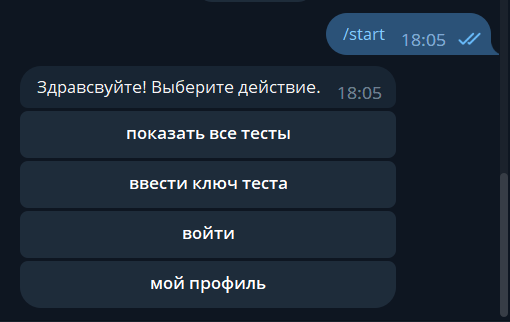 /start 18:05
Здравсвуйте! Выберите действие. 18:05
показать все тесты
ввести ключ теста
войти
мой профиль